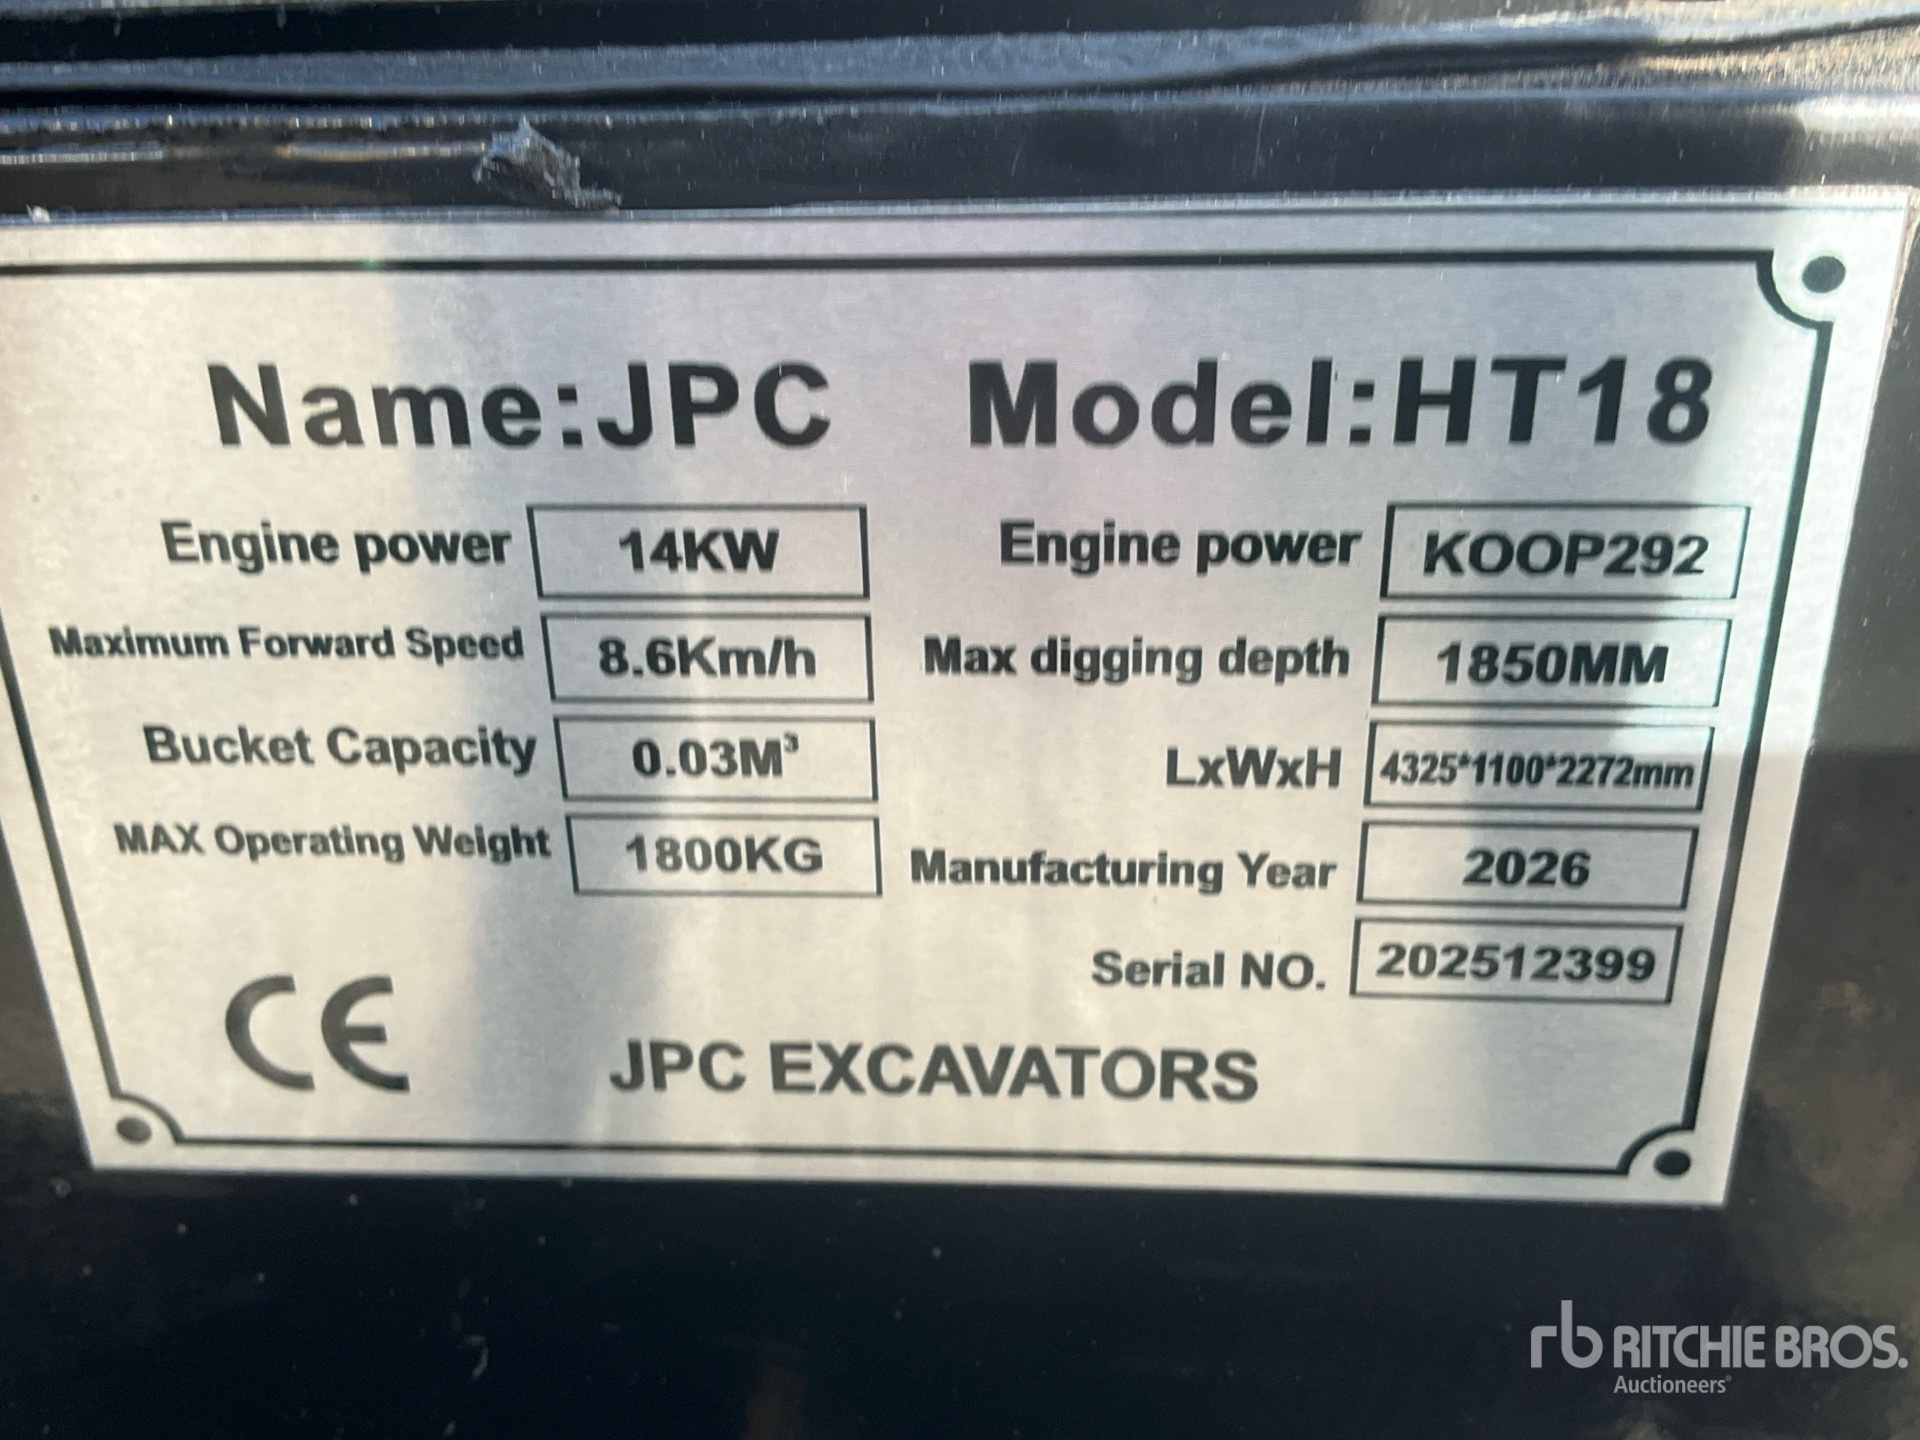 Name:JPC Model:HT18
Engine power 14KW Engine power KOOP292
Maximum Forward Speed 8.6Km/h Max digging depth 1850MM
Bucket Capacity 0.03M³ LxWxH 4325*1100*2272mm
MAX Operating Weight 1800KG Manufacturing Year 2026
Serial NO. 202512399
CE JPC EXCAVATORS
rb RITCHIE BROS.
Auctioneers